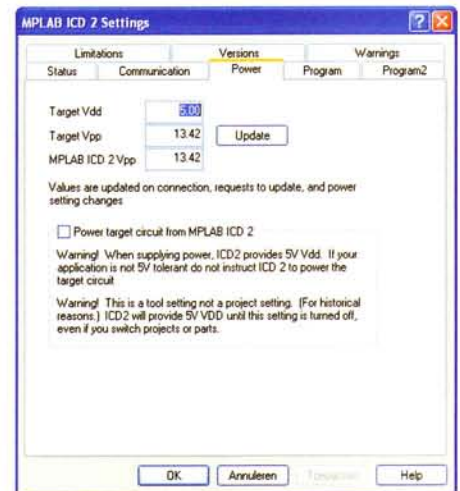 MPLAB ICD 2 Settings
Limitations Versions Warnings
Status Communication Power Program Program2
Target Vdd 5.00
Target Vpp 13.42 Update
MPLAB ICD 2 Vpp 13.42
Values are updated on connection, requests to update, and power
setting changes
Power target circuit from MPLAB ICD 2
Warning! When supplying power, ICD2 provides 5V Vdd. If your
application is not 5V tolerant do not instruct ICD 2 to power the
target circuit
Warning! This is a tool setting not a project setting. (For historical
reasons.) ICD2 will provide 5V VDD until this setting is turned off,
even if you switch projects or parts.
OK Annuleren Toepassen Help